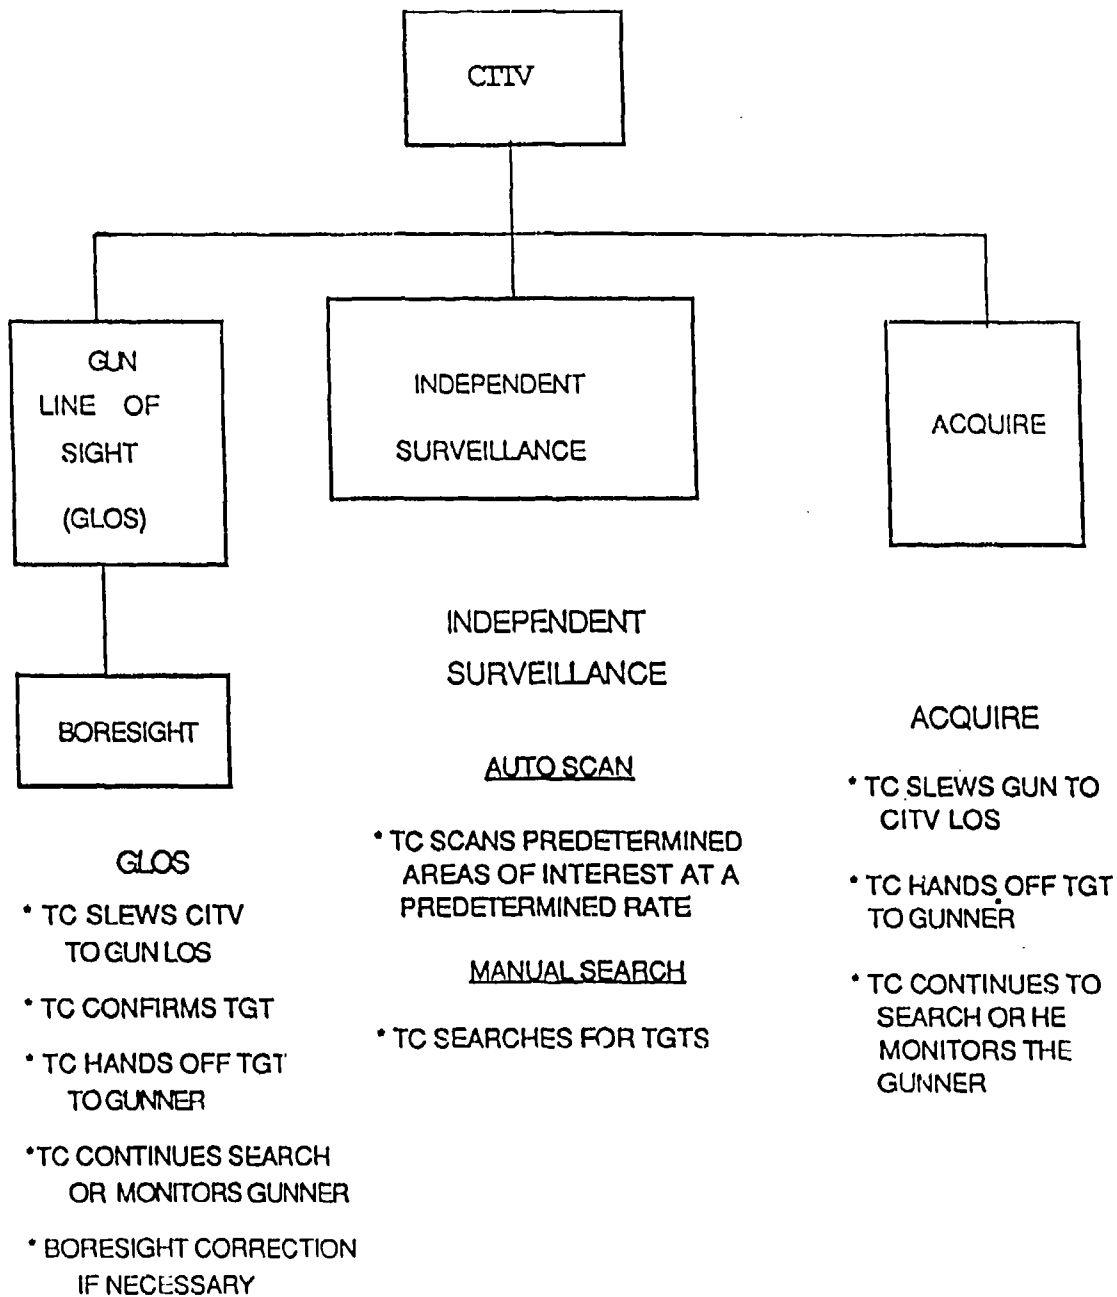 CITV
GUN
LINE OF
SIGHT
(GLOS)
INDEPENDENT
SURVEILLANCE
ACQUIRE
BORESIGHT
GLOS
* TC SLEWS CITV
TO GUN LOS
* TC CONFIRMS TGT
* TC HANDS OFF TGT
TO GUNNER
*TC CONTINUES SEARCH
OR MONITORS GUNNER
* BORESIGHT CORRECTION
IF NECESSARY
INDEPENDENT
SURVEILLANCE
AUTO SCAN
* TC SCANS PREDETERMINED
AREAS OF INTEREST AT A
PREDETERMINED RATE
MANUAL SEARCH
* TC SEARCHES FOR TGTS
ACQUIRE
* TC SLEWS GUN TO
CITV LOS
* TC HANDS OFF TGT
TO GUNNER
* TC CONTINUES TO
SEARCH OR HE
MONITORS THE
GUNNER